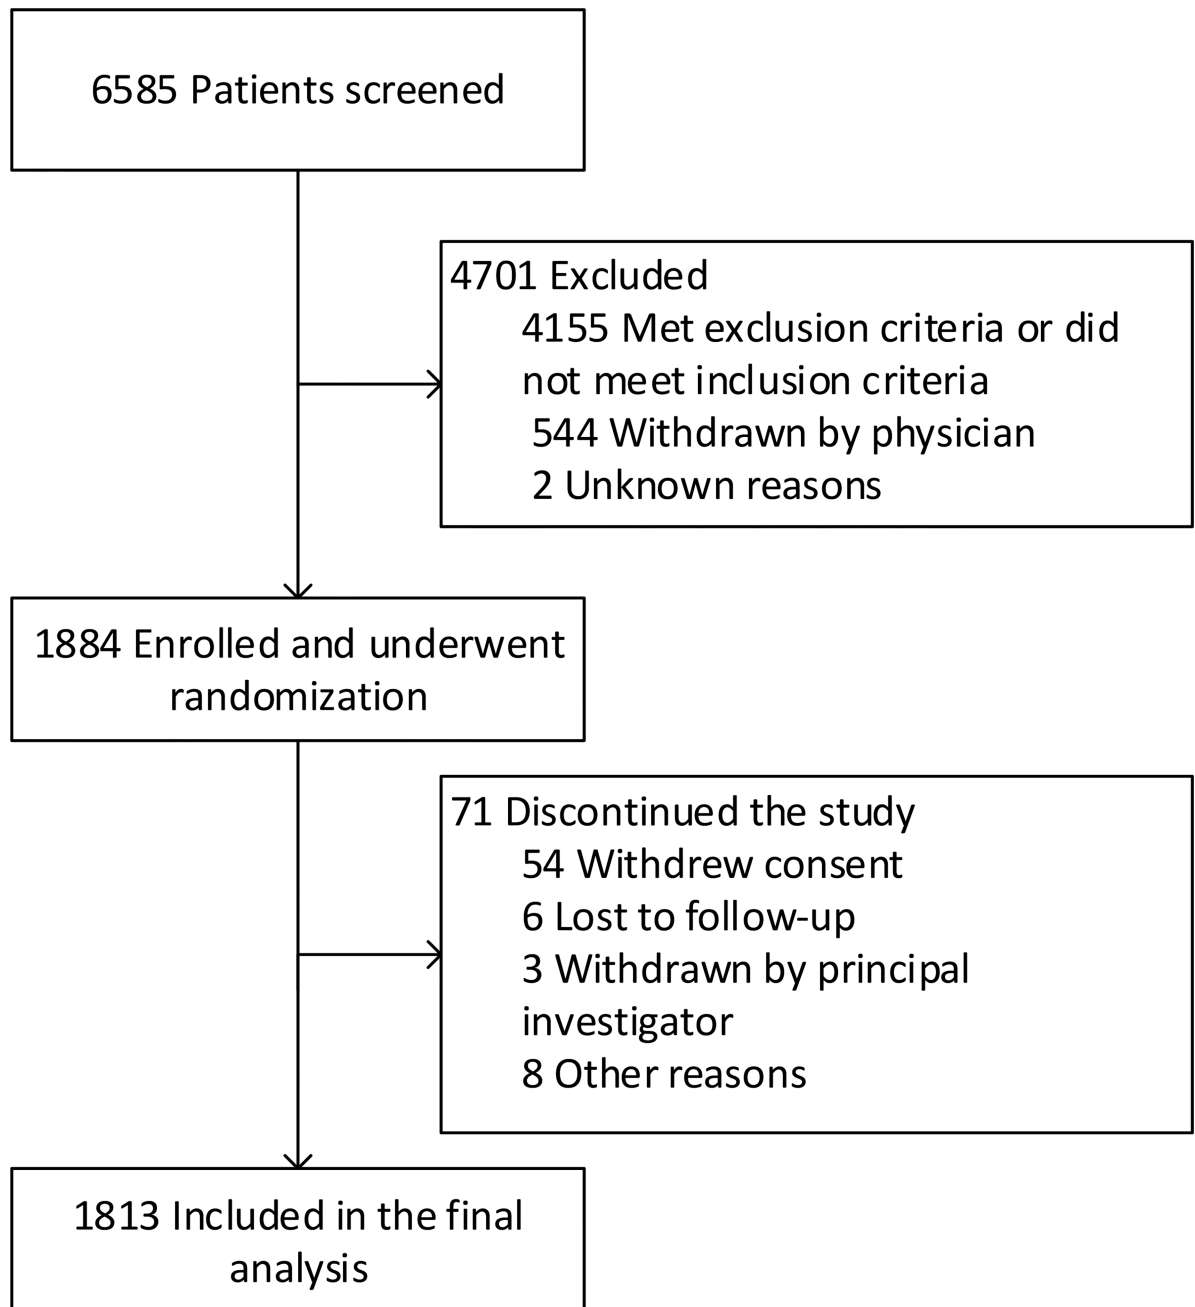 6585 Patients screened
4701 Excluded
4155 Met exclusion criteria or did
not meet inclusion criteria
544 Withdrawn by physician
2 Unknown reasons
1884 Enrolled and underwent
randomization
71 Discontinued the study
54 Withdrew consent
6 Lost to follow-up
3 Withdrawn by principal
investigator
8 Other reasons
1813 Included in the final
analysis